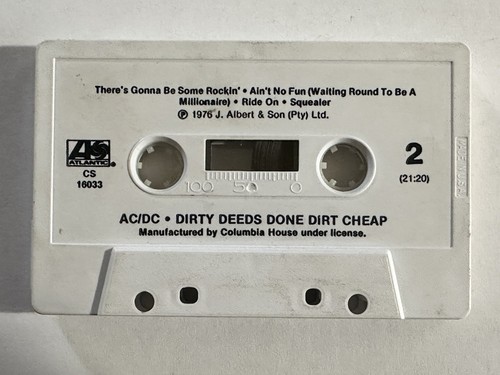 There's Gonna Be Some Rockin' • Ain't No Fun (Waiting Round To Be A
Millionaire) • Ride On • Squealer
℗ 1976 J. Albert & Son (Pty) Ltd.
ATLANTIC
CS
16033
100 50 0
2
(21:20)
AC/DC • DIRTY DEEDS DONE DIRT CHEAP
Manufactured by Columbia House under license.